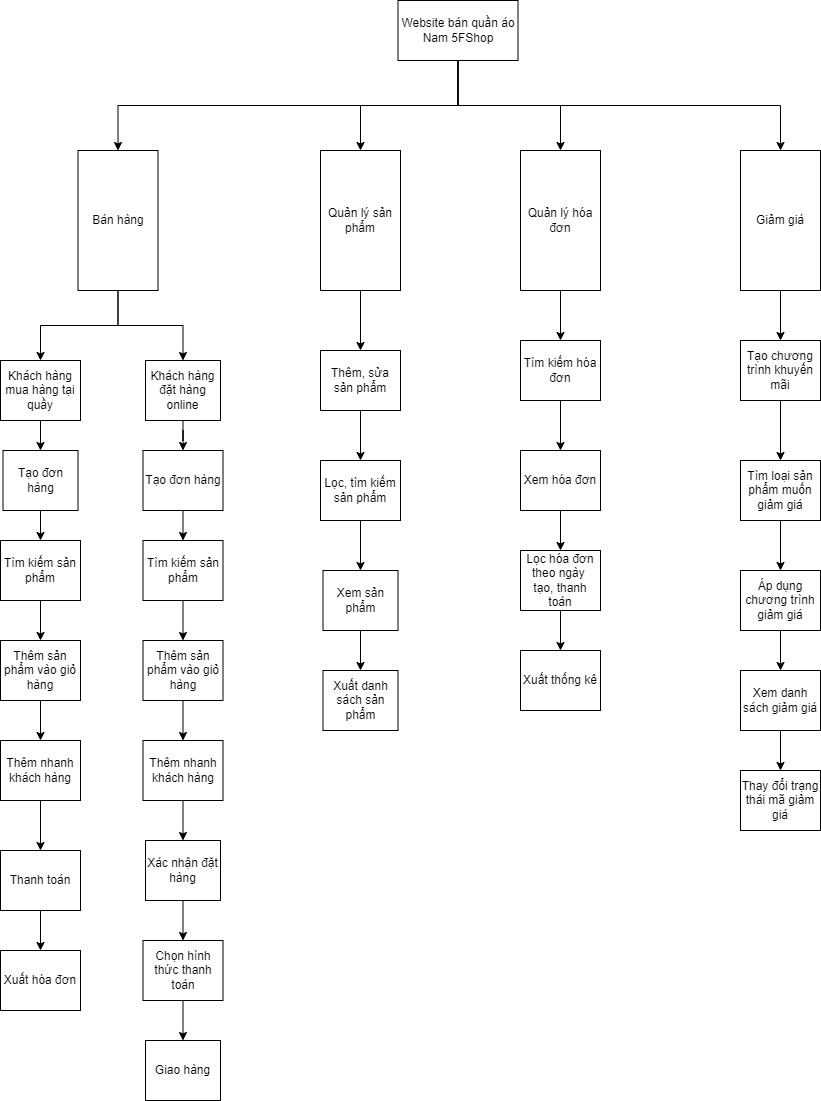 Website bán quần áo
Nam 5FShop
Bán hàng
Quản lý sản
phẩm
Quản lý hóa
đơn
Giảm giá
Khách hàng
mua hàng tại
quầy
Tạo đơn
hàng
Tìm kiếm sản
phẩm
Thêm sản
phẩm vào giỏ
hàng
Thêm nhanh
khách hàng
Thanh toán
Xuất hóa đơn
Khách hàng
đặt hàng
online
Tạo đơn hàng
Tìm kiếm sản
phẩm
Thêm sản
phẩm vào giỏ
hàng
Thêm nhanh
khách hàng
Xác nhận đặt
hàng
Chọn hình
thức thanh
toán
Giao hàng
Thêm, sửa
sản phẩm
Lọc, tìm kiếm
sản phẩm
Xem sản
phẩm
Xuất danh
sách sản
phẩm
Tìm kiếm hóa
đơn
Xem hóa đơn
Lọc hóa đơn
theo ngày
tạo, thanh
toán
Xuất thống kê
Tạo chương
trình khuyến
mãi
Tìm loại sản
phẩm muốn
giảm giá
Áp dụng
chương trình
giảm giá
Xem danh
sách giảm giá
Thay đổi trạng
thái mã giảm
giá